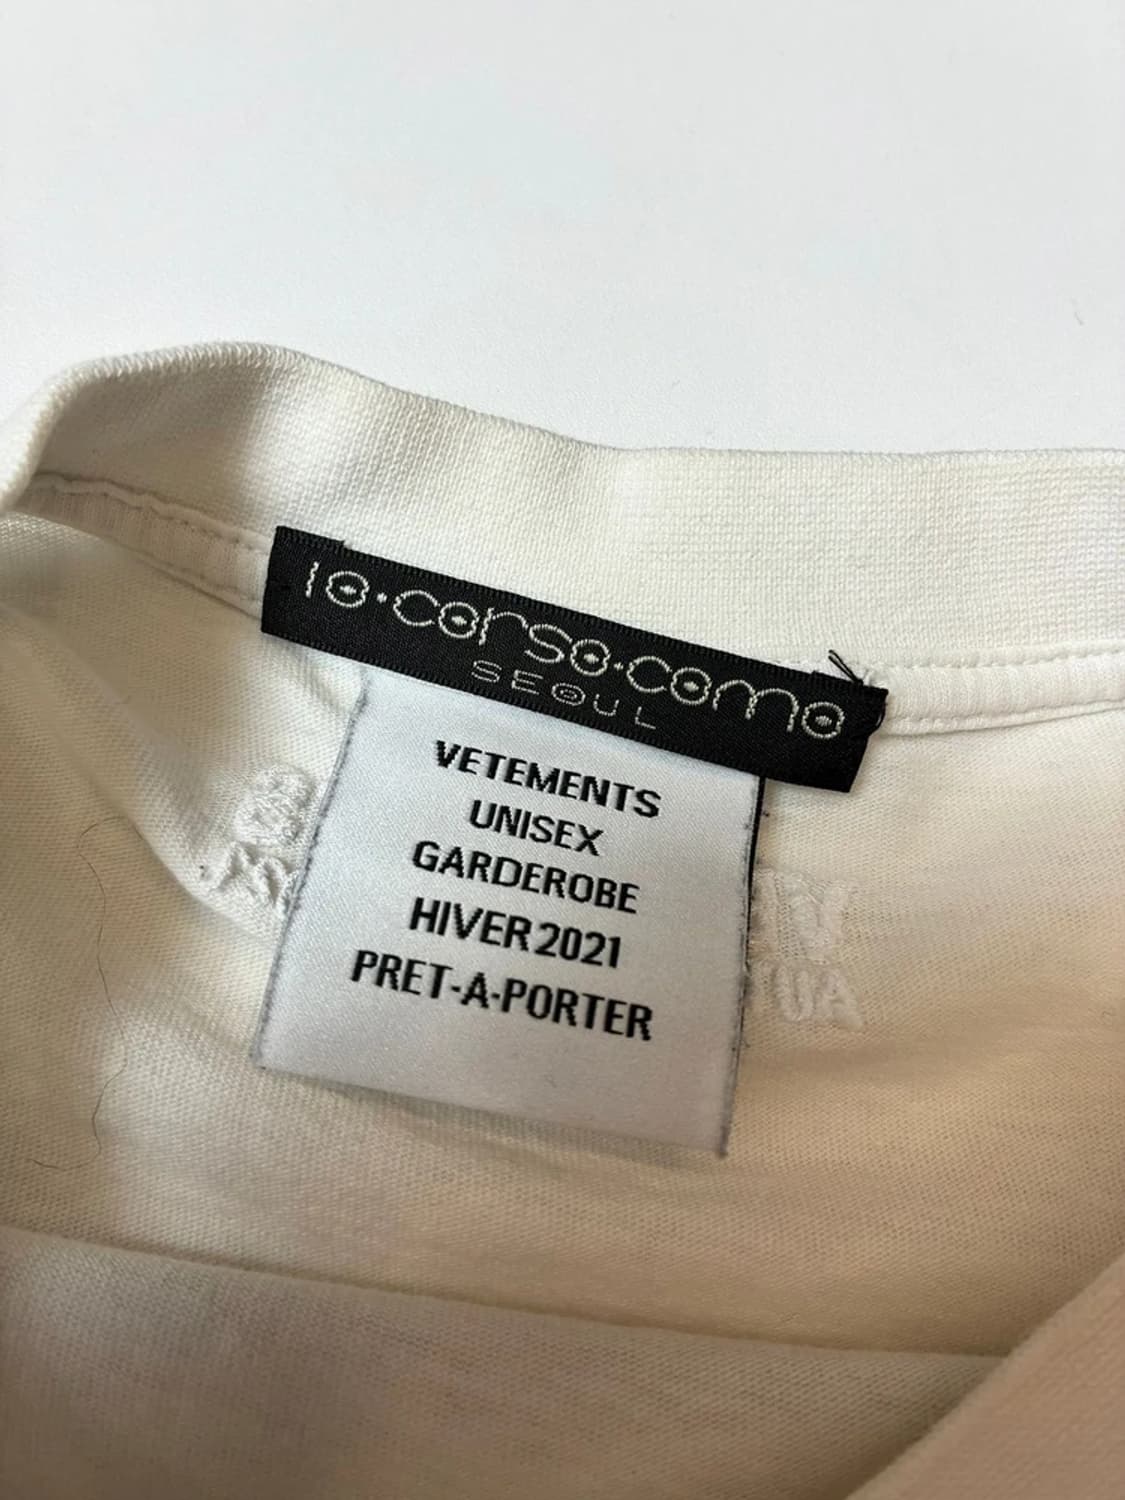 10·corso·como
SEOUL
VETEMENTS
UNISEX
GARDEROBE
HIVER 2021
PRET-A-PORTER